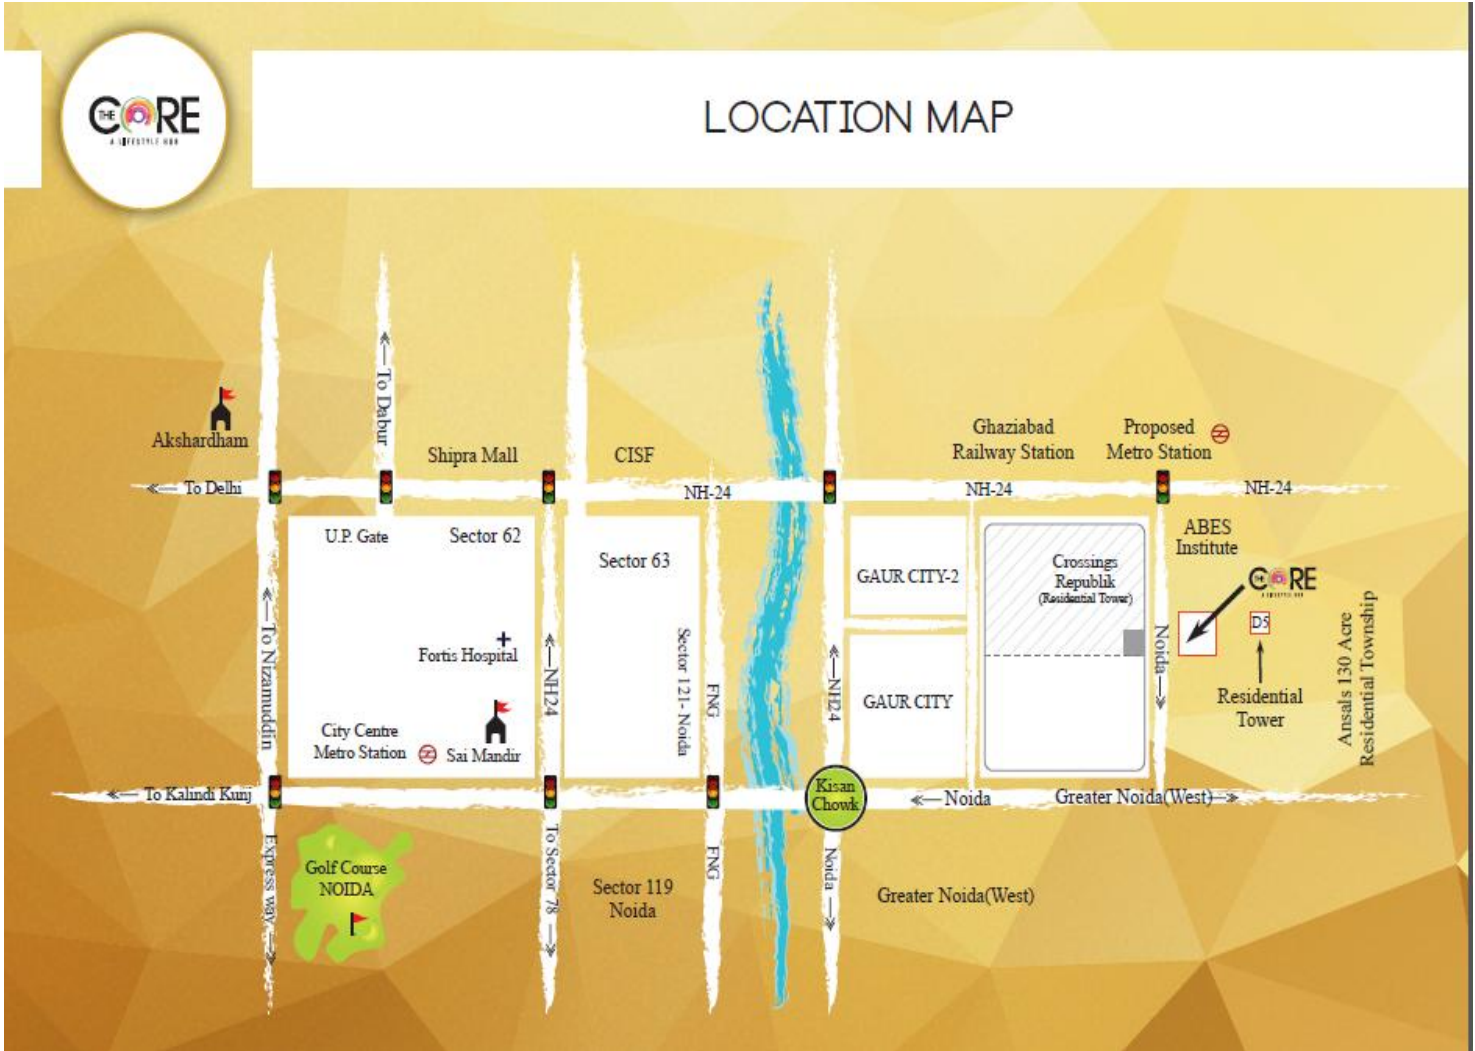 THE CORE
A LIFESTYLE HUB
LOCATION MAP
To Dabur
Akshardham
Shipra Mall
CISF
Ghaziabad
Railway Station
Proposed
Metro Station
To Delhi
NH-24
NH-24
NH-24
U.P. Gate
Sector 62
Sector 63
GAUR CITY-2
Crossings
Republik
(Residential Tower)
ABES
Institute
THE CORE
A LIFESTYLE HUB
D5
To Nizamuddin
Fortis Hospital
NH24
Sector 121- Noida
FNG
NH24
GAUR CITY
Noida
Residential
Tower
Ansals 130 Acre
Residential Township
City Centre
Metro Station
Sai Mandir
To Kalindi Kunj
Kisan
Chowk
Noida
Greater Noida(West)
Express way
Golf Course
NOIDA
To Sector 78
Sector 119
Noida
FNG
Noida
Greater Noida(West)